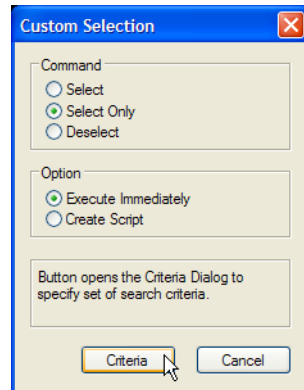 Custom Selection
Command
Select
Select Only
Deselect
Option
Execute Immediately
Create Script
Button opens the Criteria Dialog to
specify set of search criteria.
Criteria
Cancel